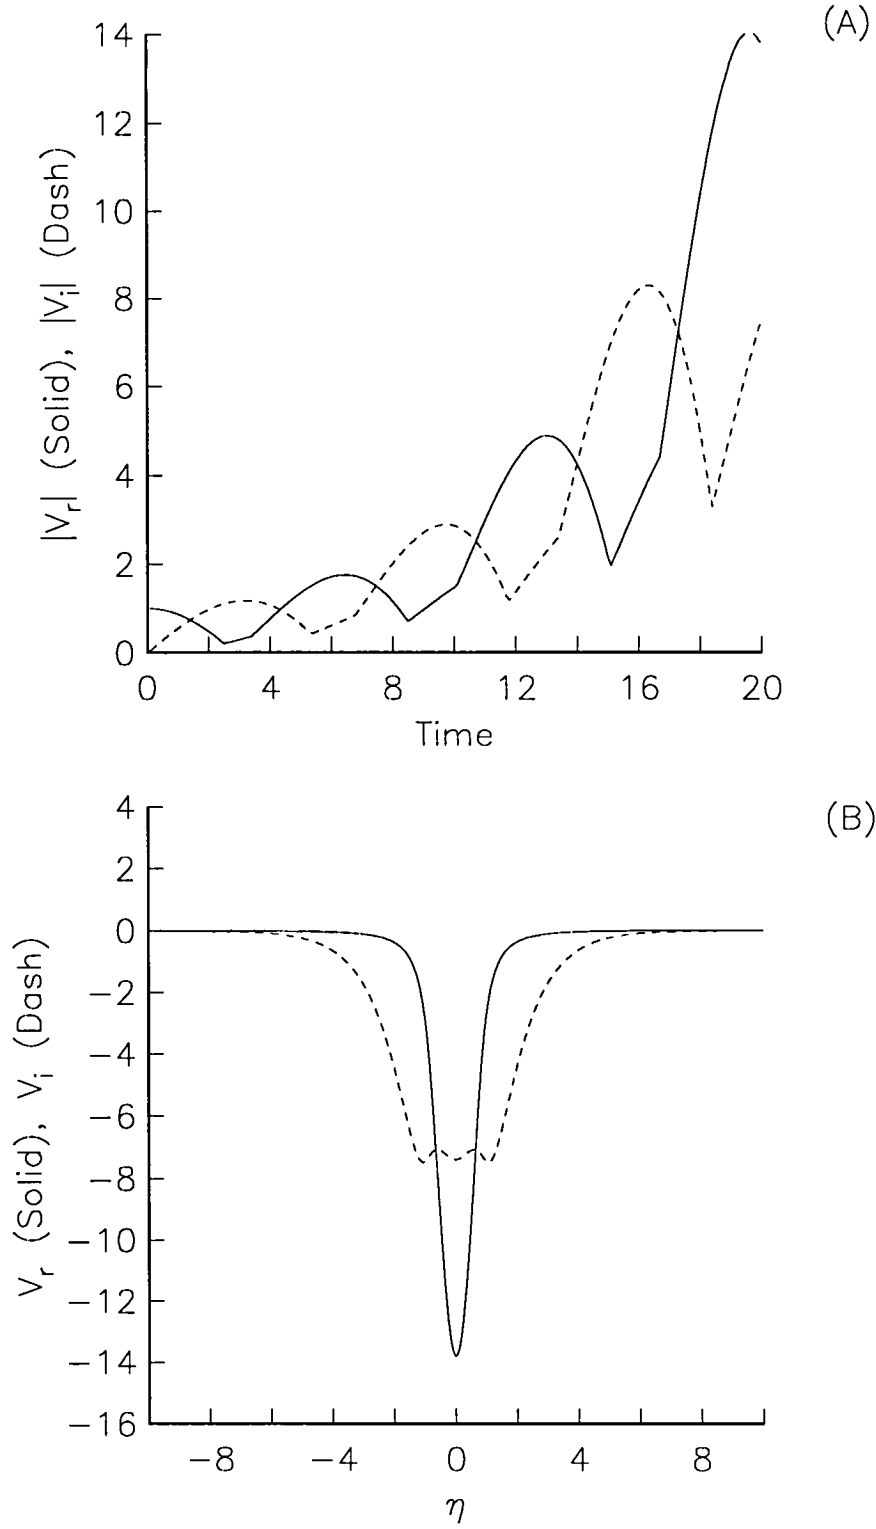 (A)
14
12
10
8
6
4
2
0
|V_r| (Solid), |V_i| (Dash)
0 4 8 12 16 20
Time
(B)
4
2
0
−2
−4
−6
−8
−10
−12
−14
−16
V_r (Solid), V_i (Dash)
−8 −4 0 4 8
η